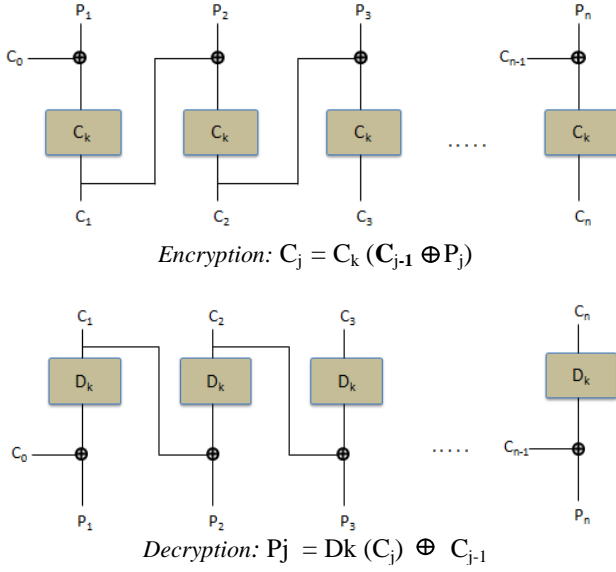 P₁ P₂ P₃ Pₙ
C₀ Cₙ₋₁
Cₖ Cₖ Cₖ ..... Cₖ
C₁ C₂ C₃ Cₙ
Encryption: Cⱼ = Cₖ (Cⱼ₋₁ ⊕ Pⱼ)
C₁ C₂ C₃ Cₙ
Dₖ Dₖ Dₖ Dₖ
C₀ ..... Cₙ₋₁
P₁ P₂ P₃ Pₙ
Decryption: Pj = Dk (Cⱼ) ⊕ Cⱼ₋₁